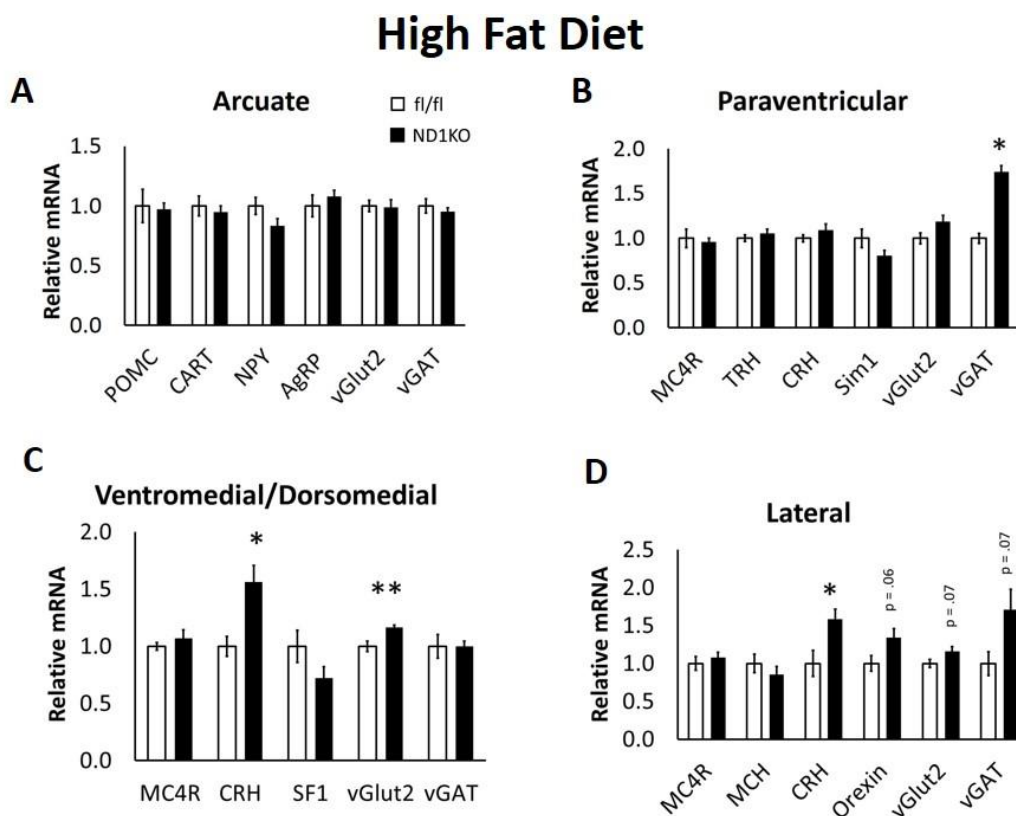 High Fat Diet
A
Arcuate
fl/fl
ND1KO
Relative mRNA
1.5
1.0
0.5
0.0
POMC
CART
NPY
AgRP
vGlut2
vGAT
B
Paraventricular
Relative mRNA
2.0
1.5
1.0
0.5
0.0
*
MC4R
TRH
CRH
Sim1
vGlut2
vGAT
C
Ventromedial/Dorsomedial
Relative mRNA
2.0
1.5
1.0
0.5
0.0
*
**
MC4R CRH SF1 vGlut2 vGAT
D
Lateral
Relative mRNA
2.5
2.0
1.5
1.0
0.5
0.0
*
p = .06
p = .07
p = .07
MC4R
MCH
CRH
Orexin
vGlut2
vGAT